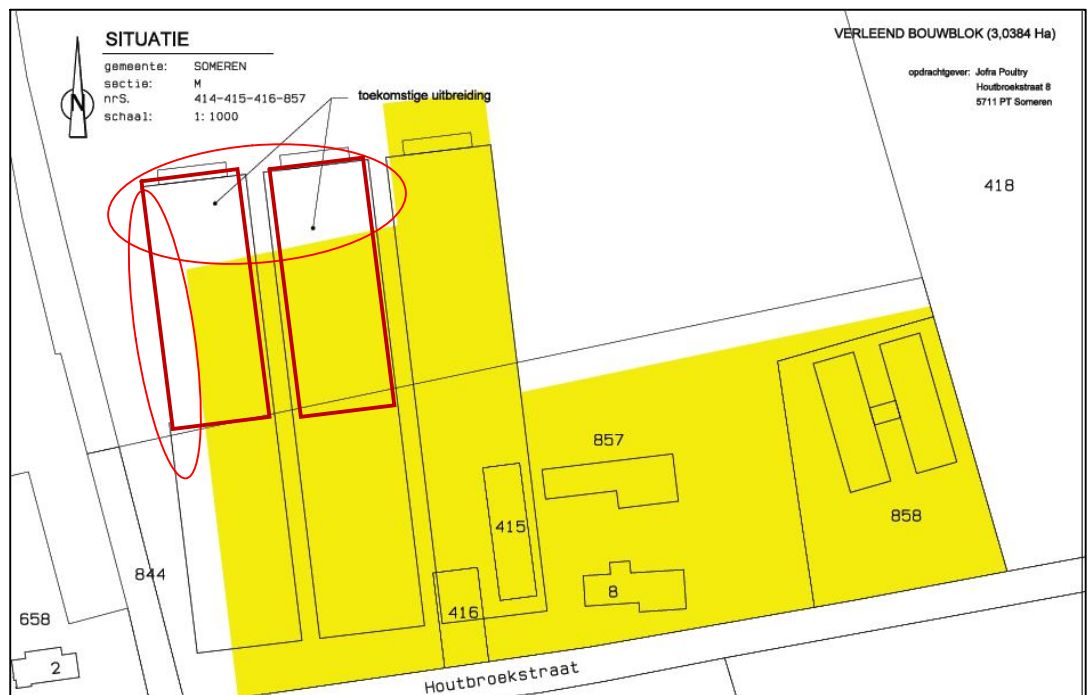 SITUATIE
gemeente: SOMEREN
sectie: M
nrS. 414-415-416-857
schaal: 1: 1000
N
toekomstige uitbreiding
VERLEEND BOUWBLOK (3,0384 Ha)
opdrachtgever: Jofra Poultry
Houtbroekstraat 8
5711 PT Someren
418
857
415
858
844
8
416
658
2
Houtbroekstraat